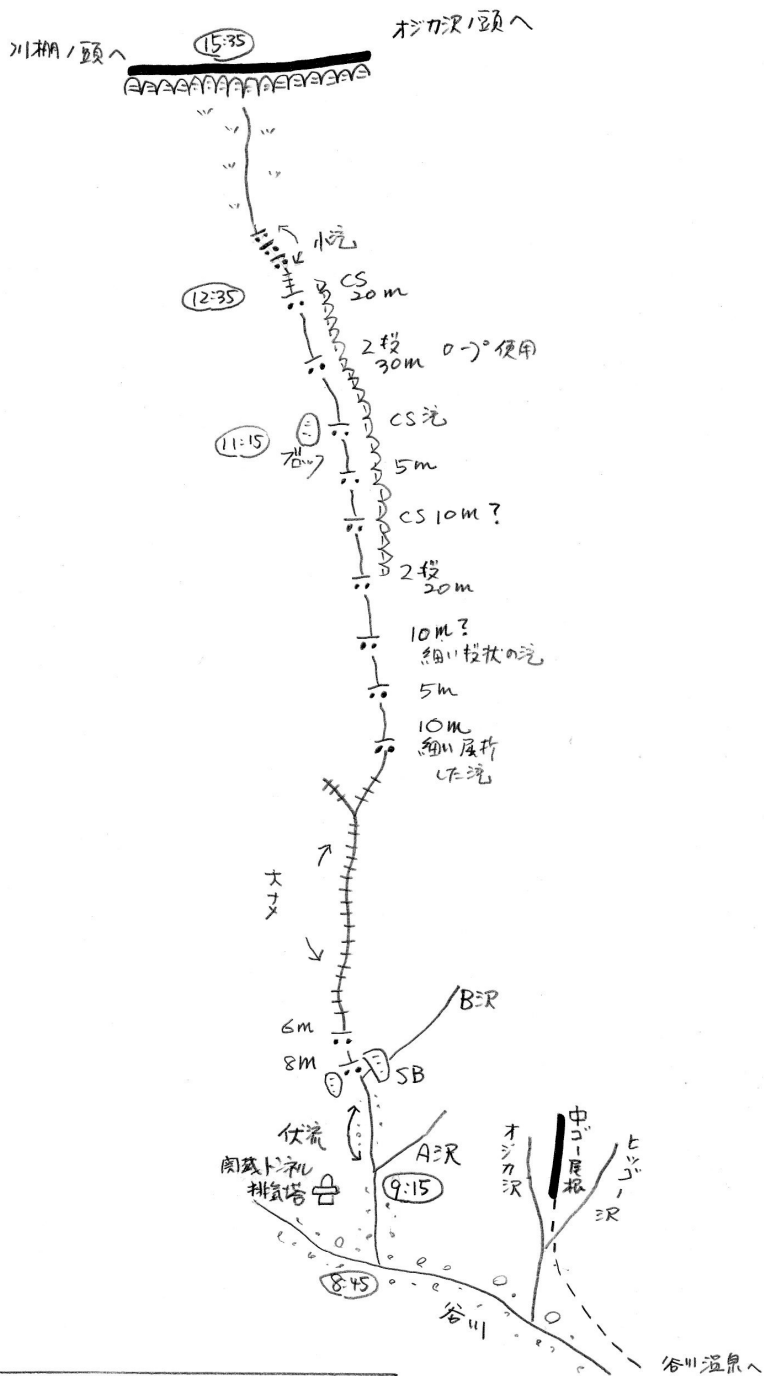 川棚ノ頭へ
15:35
オジカ沢ノ頭へ
小滝
CS
20m
12:35
2段
30m ロープ使用
CS滝
11:15
ブロック
5m
CS 10m?
2段
20m
10m?
細い段状の滝
5m
10m
細い屈折
した滝
大ナメ
B沢
6m
8m
SB
伏流
A沢
9:15
関越トンネル
排気塔
オジカ沢
中ゴー尾根
ヒツゴー沢
8:45
谷川
谷川温泉へ